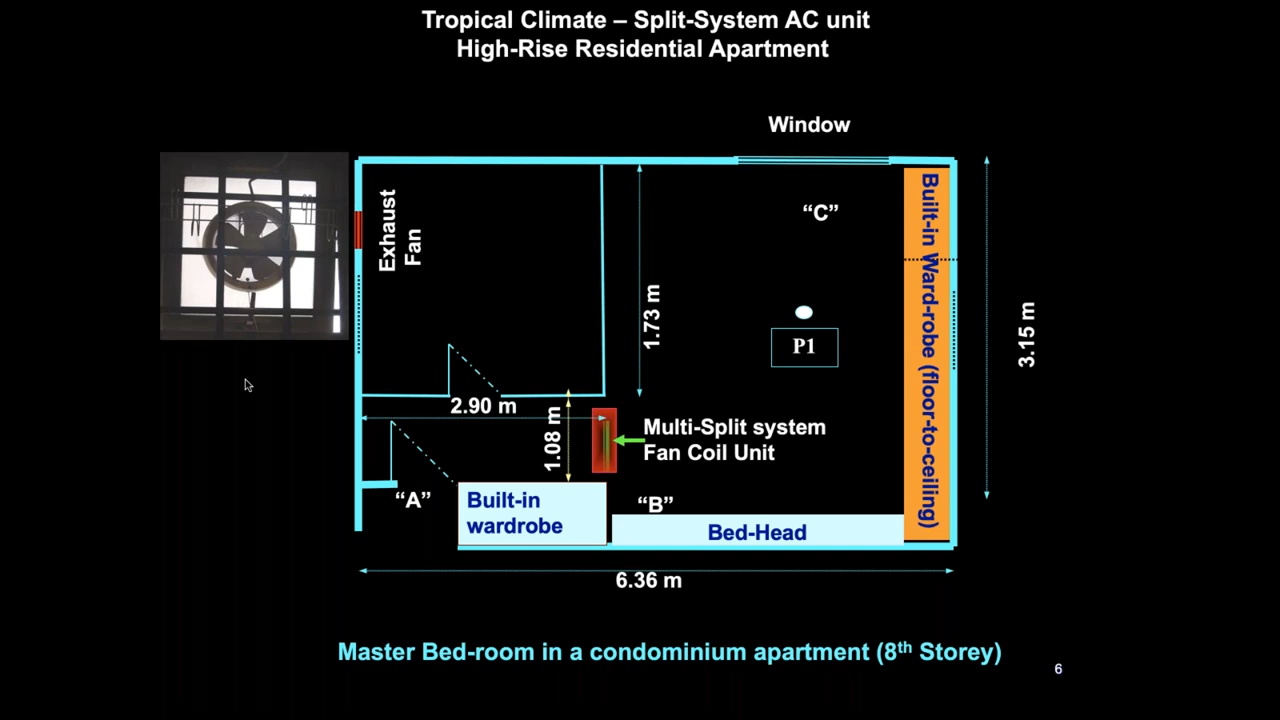 Tropical Climate – Split-System AC unit
High-Rise Residential Apartment
Window
Exhaust
Fan
“C”
Built-in Ward-robe (floor-to-ceiling)
1.73 m
3.15 m
P1
2.90 m
1.08 m
Multi-Split system
Fan Coil Unit
“A”
Built-in
wardrobe
“B”
Bed-Head
6.36 m
Master Bed-room in a condominium apartment (8th Storey)
6